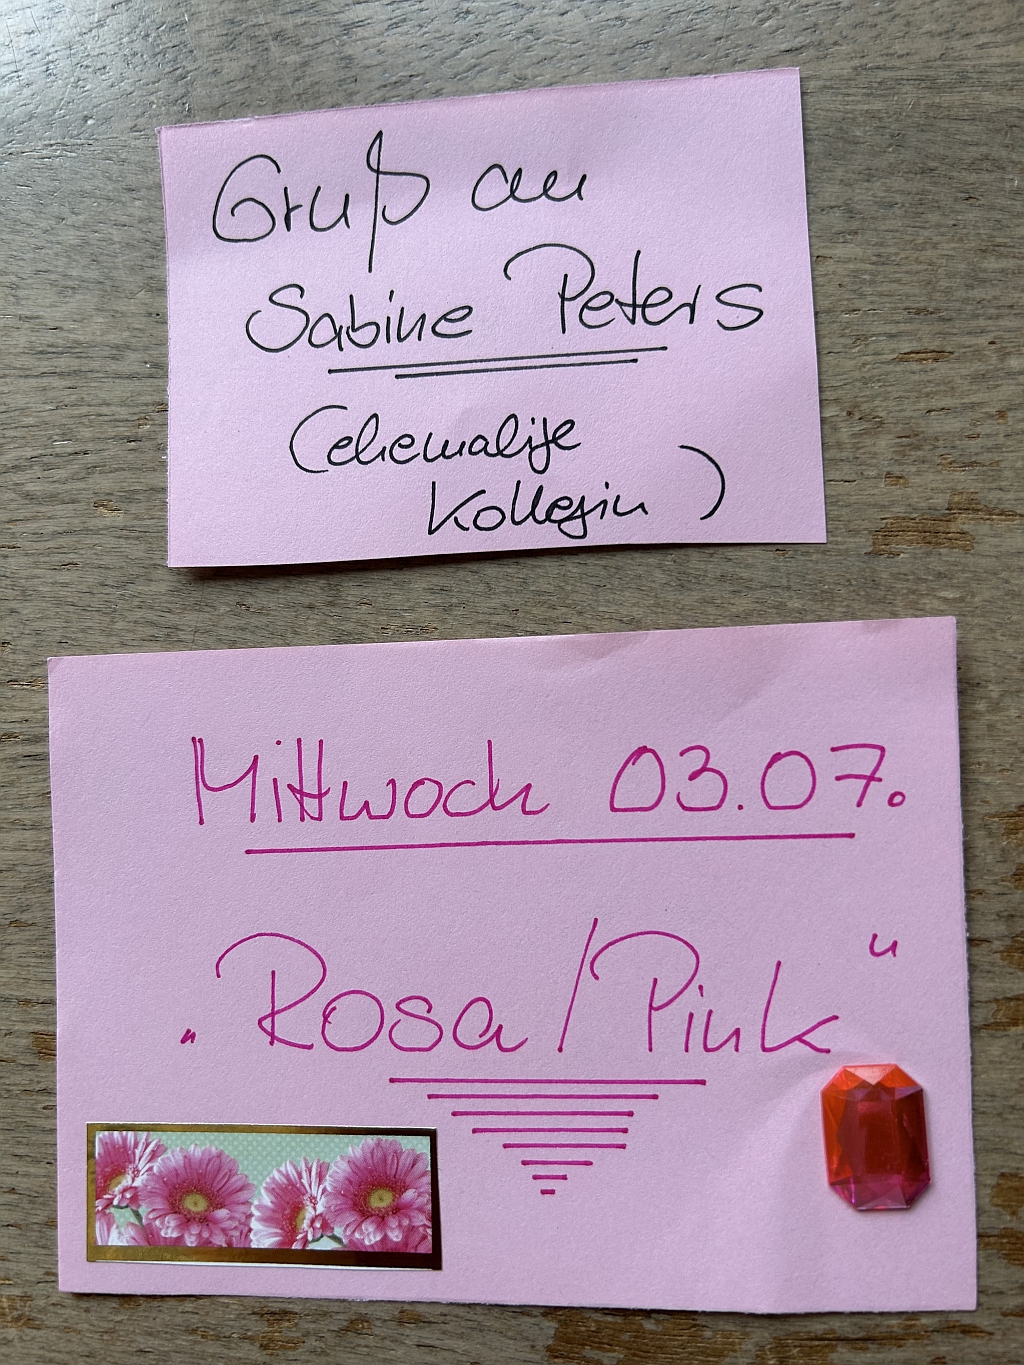 Gruß an
Sabine Peters
(ehemalige
Kollegin)
Mittwoch 03.07.
„Rosa/Pink“